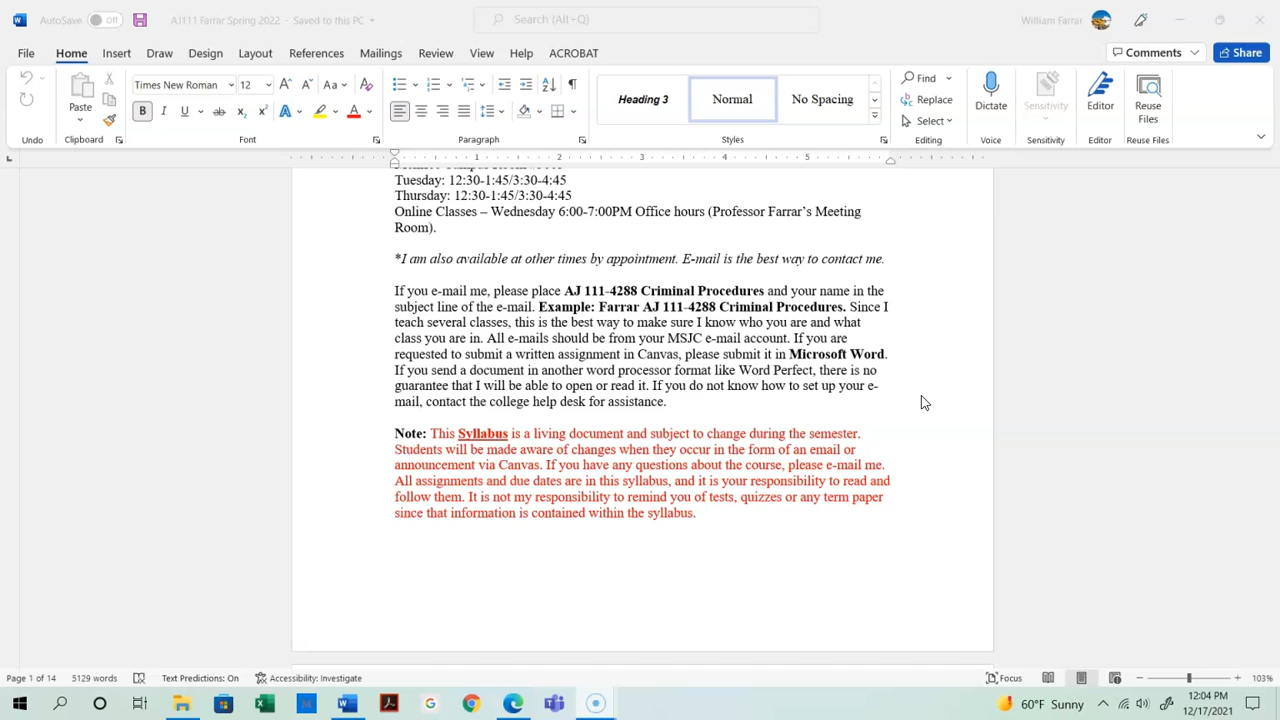 AutoSave Off AJ111 Farrar Spring 2022 - Saved to this PC Search (Alt+Q) William Farrar
File Home Insert Draw Design Layout References Mailings Review View Help ACROBAT Comments Share
Times New Roman 12 Aa Heading 3 Normal No Spacing Find
Paste B I U ab x₂ x² A A Replace Dictate Sensitivity Editor Reuse Files
Select
Undo Clipboard Font Paragraph Styles Editing Voice Sensitivity Editor Reuse Files
1 2 3 4 5
Tuesday: 12:30-1:45/3:30-4:45
Thursday: 12:30-1:45/3:30-4:45
Online Classes – Wednesday 6:00-7:00PM Office hours (Professor Farrar’s Meeting
Room).
*I am also available at other times by appointment. E-mail is the best way to contact me.
If you e-mail me, please place AJ 111-4288 Criminal Procedures and your name in the
subject line of the e-mail. Example: Farrar AJ 111-4288 Criminal Procedures. Since I
teach several classes, this is the best way to make sure I know who you are and what
class you are in. All e-mails should be from your MSJC e-mail account. If you are
requested to submit a written assignment in Canvas, please submit it in Microsoft Word.
If you send a document in another word processor format like Word Perfect, there is no
guarantee that I will be able to open or read it. If you do not know how to set up your e-
mail, contact the college help desk for assistance.
Note: This Syllabus is a living document and subject to change during the semester.
Students will be made aware of changes when they occur in the form of an email or
announcement via Canvas. If you have any questions about the course, please e-mail me.
All assignments and due dates are in this syllabus, and it is your responsibility to read and
follow them. It is not my responsibility to remind you of tests, quizzes or any term paper
since that information is contained within the syllabus.
Page 1 of 14 5129 words Text Predictions: On Accessibility: Investigate Focus 103%
60°F Sunny 12:04 PM
12/17/2021